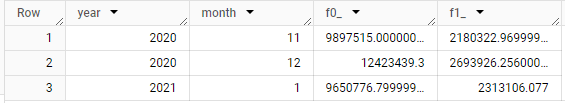 Row year month f0_ f1_
1 2020 11 9897515.000000... 2180322.969999...
2 2020 12 12423439.3 2693926.256000...
3 2021 1 9650776.799999... 2313106.077